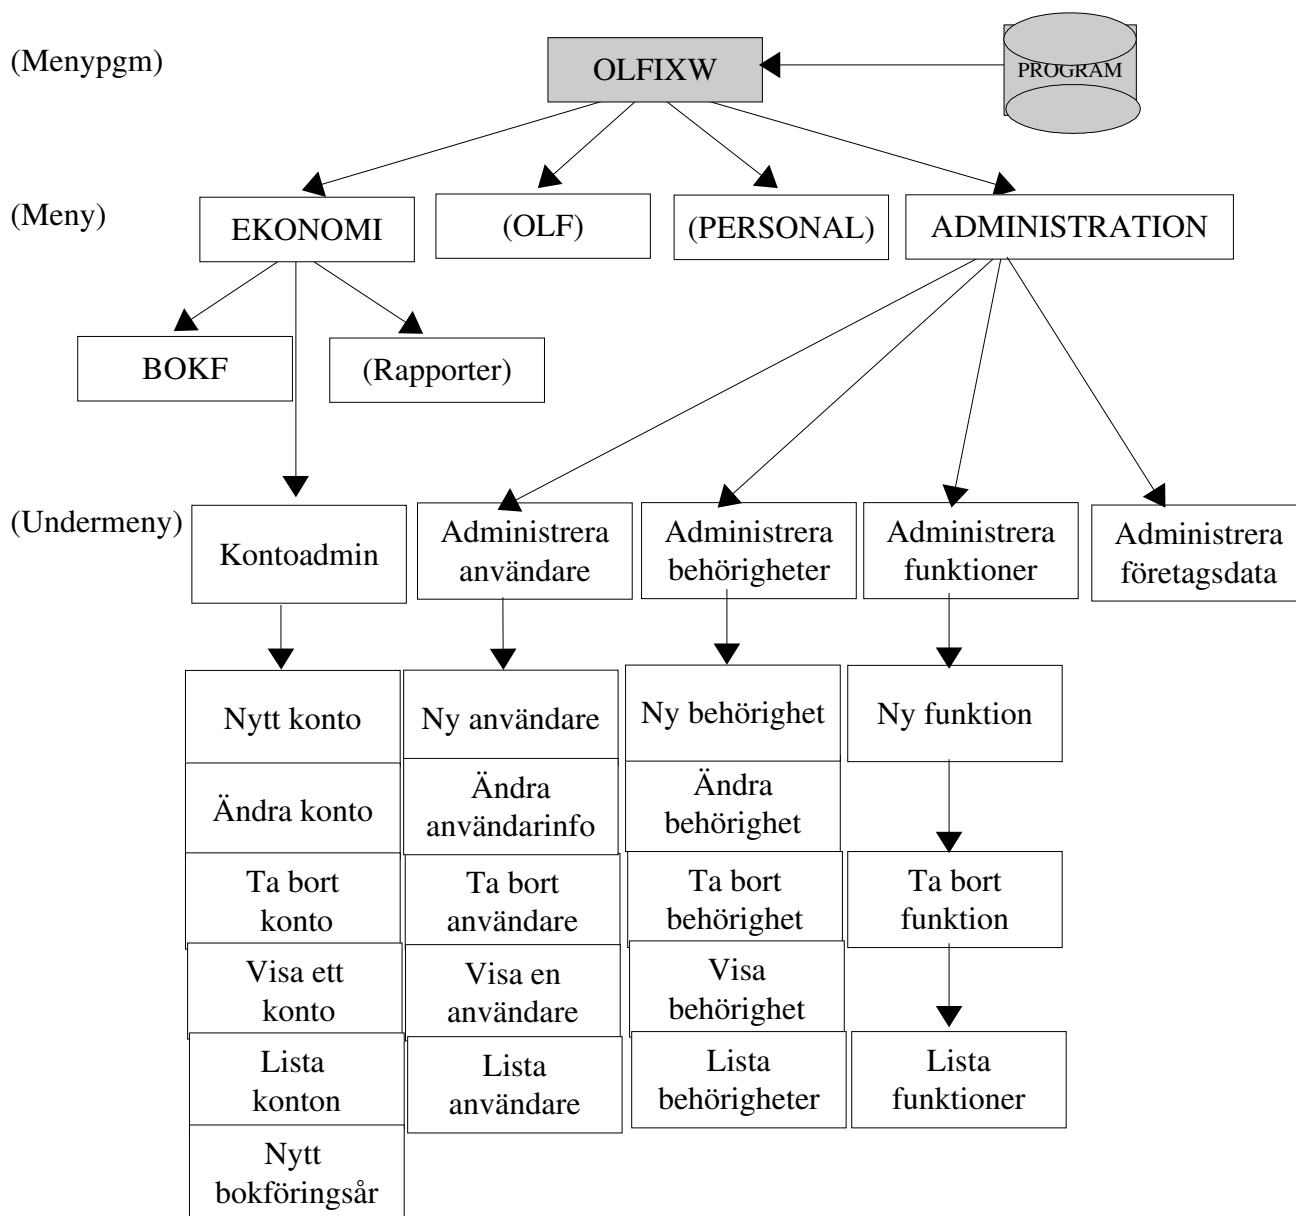 (Menypgm)
OLFIXW
PROGRAM
(Meny)
EKONOMI
(OLF)
(PERSONAL)
ADMINISTRATION
BOKF
(Rapporter)
(Undermeny)
Kontoadmin
Administrera
användare
Administrera
behörigheter
Administrera
funktioner
Administrera
företagsdata
Nytt konto
Ny användare
Ny behörighet
Ny funktion
Ändra konto
Ändra
användarinfo
Ändra
behörighet
Ta bort
konto
Ta bort
användare
Ta bort
behörighet
Ta bort
funktion
Visa ett
konto
Visa en
användare
Visa
behörighet
Lista
konton
Lista
användare
Lista
behörigheter
Lista
funktioner
Nytt
bokföringsår